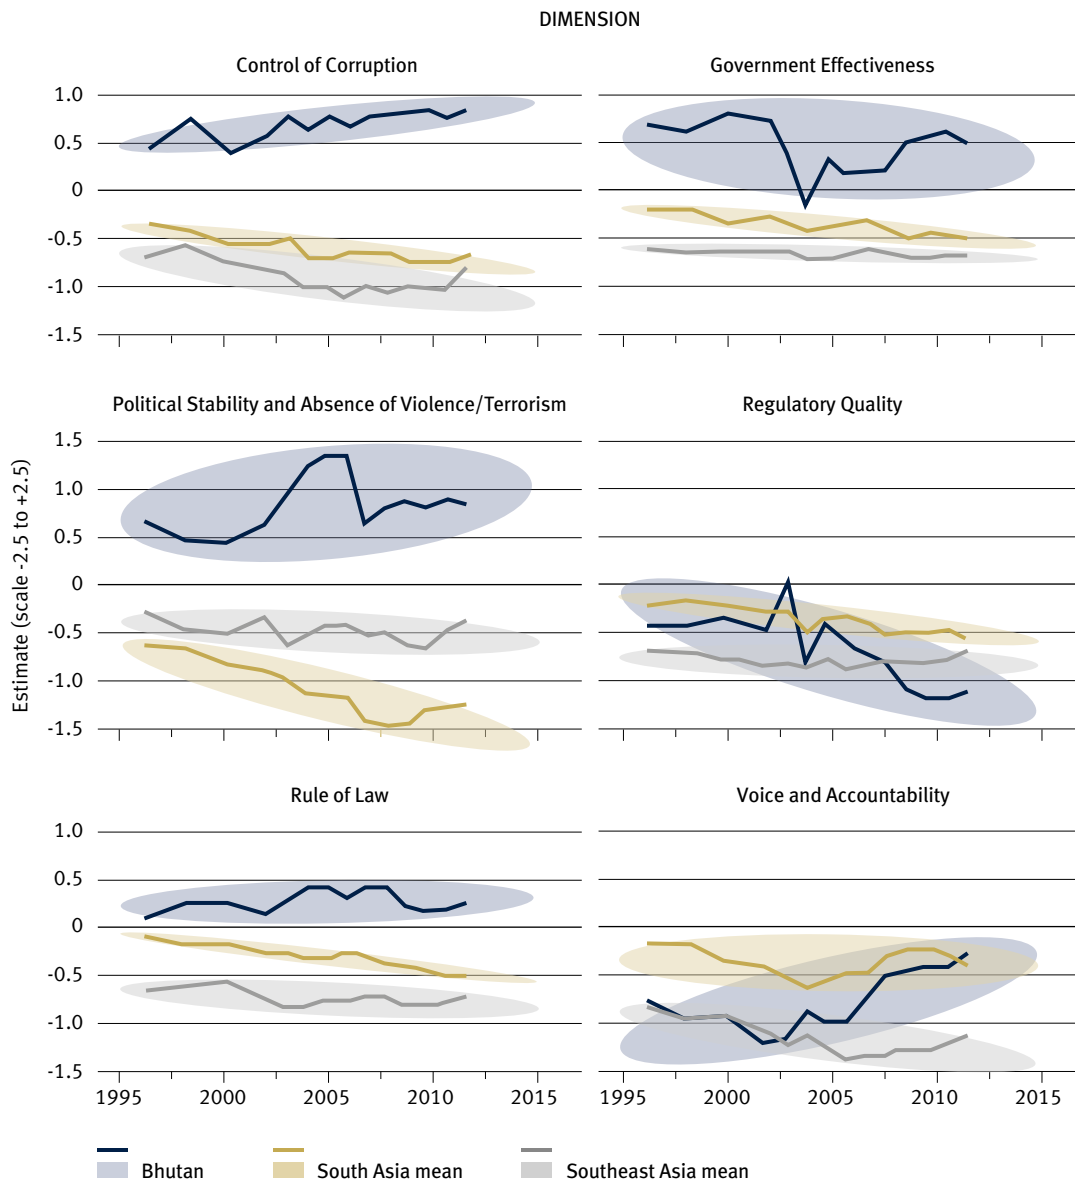 DIMENSION
Control of Corruption
Government Effectiveness
1.0
0.5
0
-0.5
-1.0
-1.5
Political Stability and Absence of Violence/Terrorism
Regulatory Quality
Estimate (scale -2.5 to +2.5)
1.5
1.0
0.5
0
-0.5
-1.0
-1.5
Rule of Law
Voice and Accountability
1.0
0.5
0
-0.5
-1.0
-1.5
1995 2000 2005 2010 2015 1995 2000 2005 2010 2015
Bhutan South Asia mean Southeast Asia mean